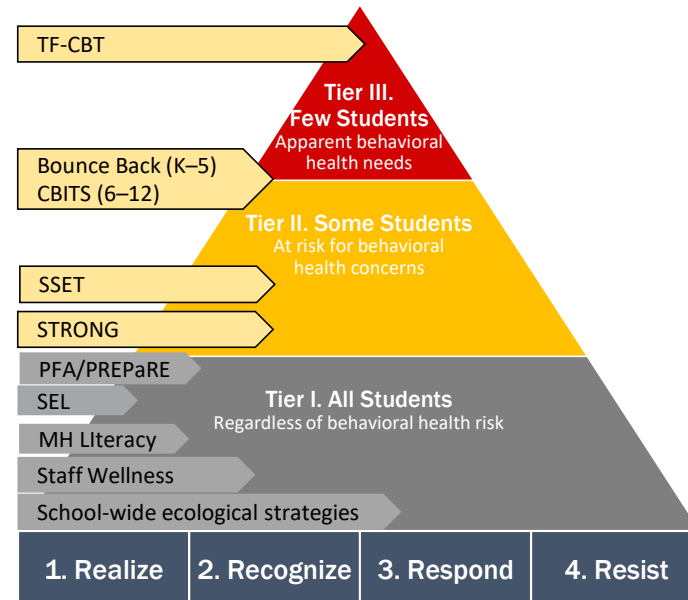 TF-CBT
Tier III.
Few Students
Apparent behavioral
health needs
Bounce Back (K–5)
CBITS (6–12)
Tier II. Some Students
At risk for behavioral
health concerns
SSET
STRONG
PFA/PREPaRE
SEL
Tier I. All Students
Regardless of behavioral health risk
MH LIteracy
Staff Wellness
School-wide ecological strategies
1. Realize
2. Recognize
3. Respond
4. Resist